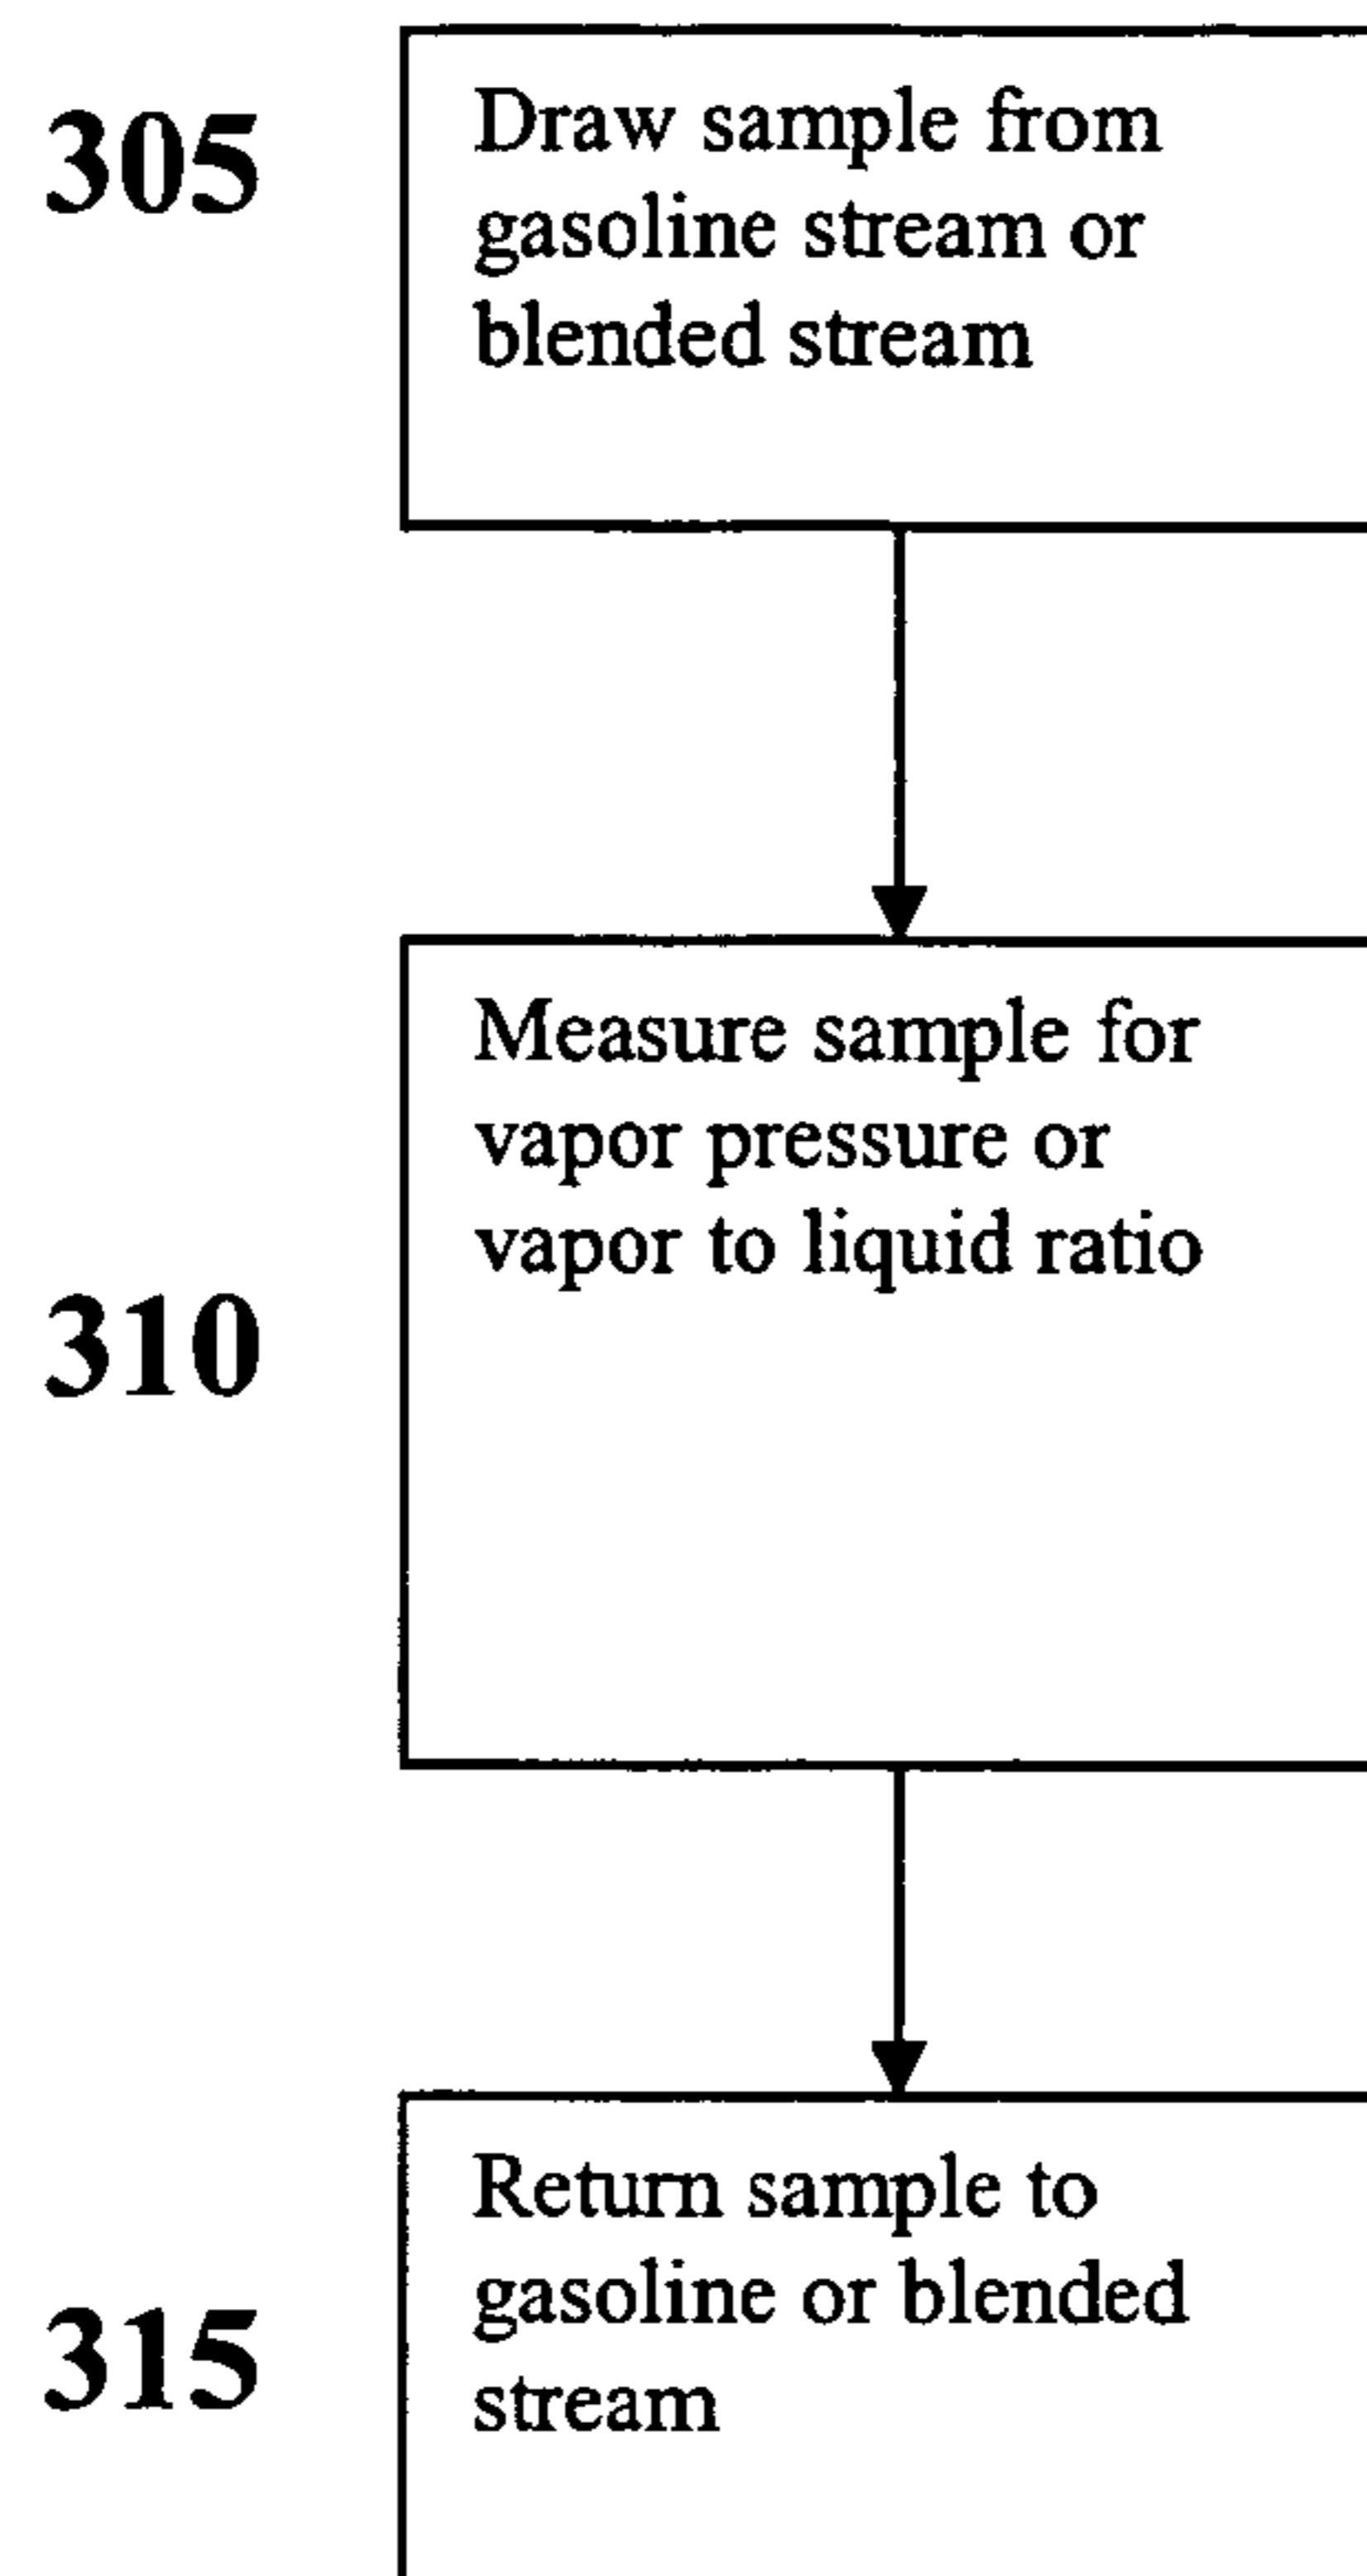 305
Draw sample from
gasoline stream or
blended stream
310
Measure sample for
vapor pressure or
vapor to liquid ratio
315
Return sample to
gasoline or blended
stream